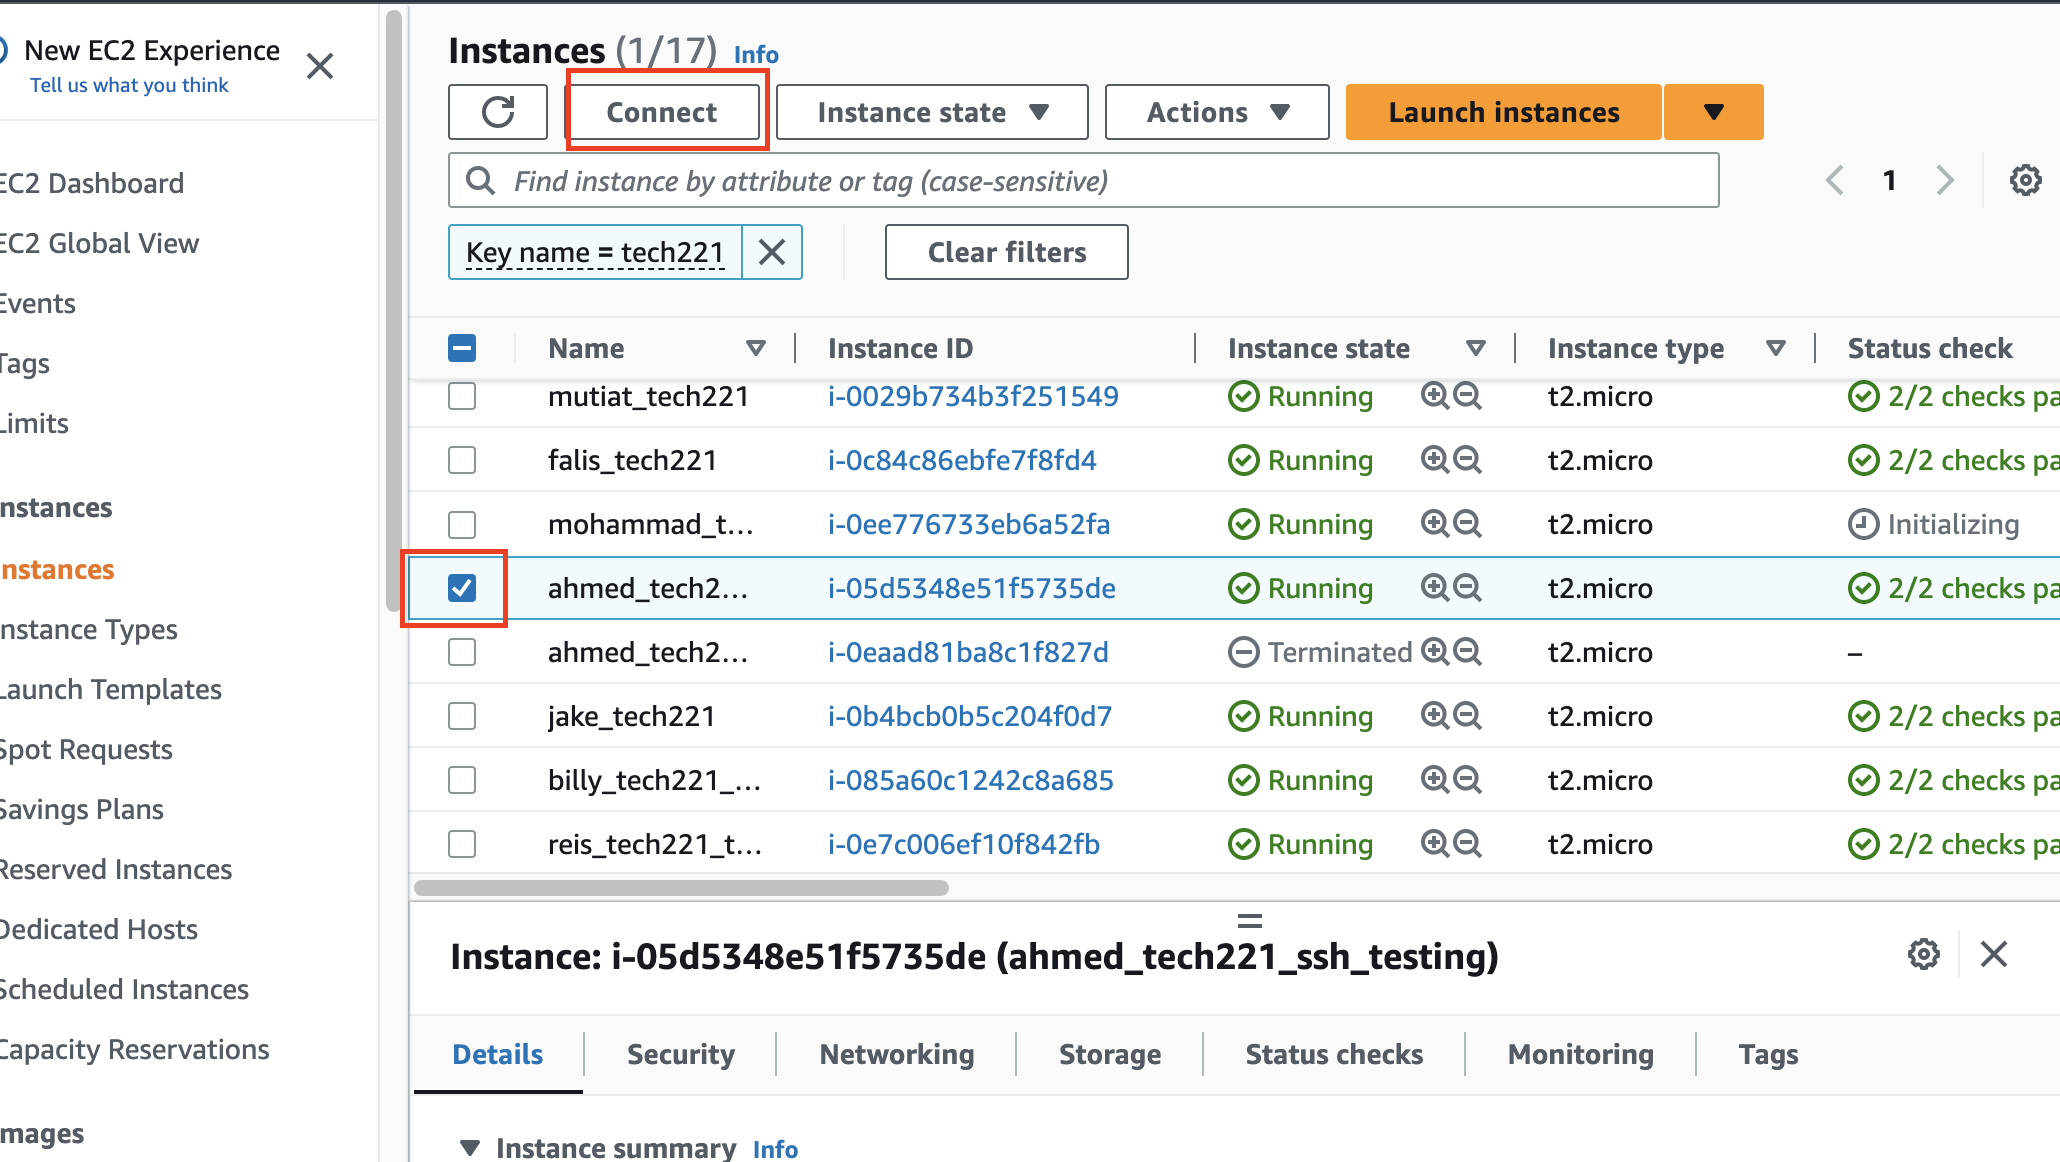 New EC2 Experience
Tell us what you think
EC2 Dashboard
EC2 Global View
Events
Tags
Limits
Instances
Instances
Instance Types
Launch Templates
Spot Requests
Savings Plans
Reserved Instances
Dedicated Hosts
Scheduled Instances
Capacity Reservations
Images
Instances (1/17) Info
Connect Instance state Actions Launch instances
Find instance by attribute or tag (case-sensitive) 1
Key name = tech221 Clear filters
Name Instance ID Instance state Instance type Status check
mutiat_tech221 i-0029b734b3f251549 Running t2.micro 2/2 checks pa
falis_tech221 i-0c84c86ebfe7f8fd4 Running t2.micro 2/2 checks pa
mohammad_t... i-0ee776733eb6a52fa Running t2.micro Initializing
ahmed_tech2... i-05d5348e51f5735de Running t2.micro 2/2 checks pa
ahmed_tech2... i-0eaad81ba8c1f827d Terminated t2.micro –
jake_tech221 i-0b4bcb0b5c204f0d7 Running t2.micro 2/2 checks pa
billy_tech221_... i-085a60c1242c8a685 Running t2.micro 2/2 checks pa
reis_tech221_t... i-0e7c006ef10f842fb Running t2.micro 2/2 checks pa
Instance: i-05d5348e51f5735de (ahmed_tech221_ssh_testing)
Details Security Networking Storage Status checks Monitoring Tags
Instance summary Info